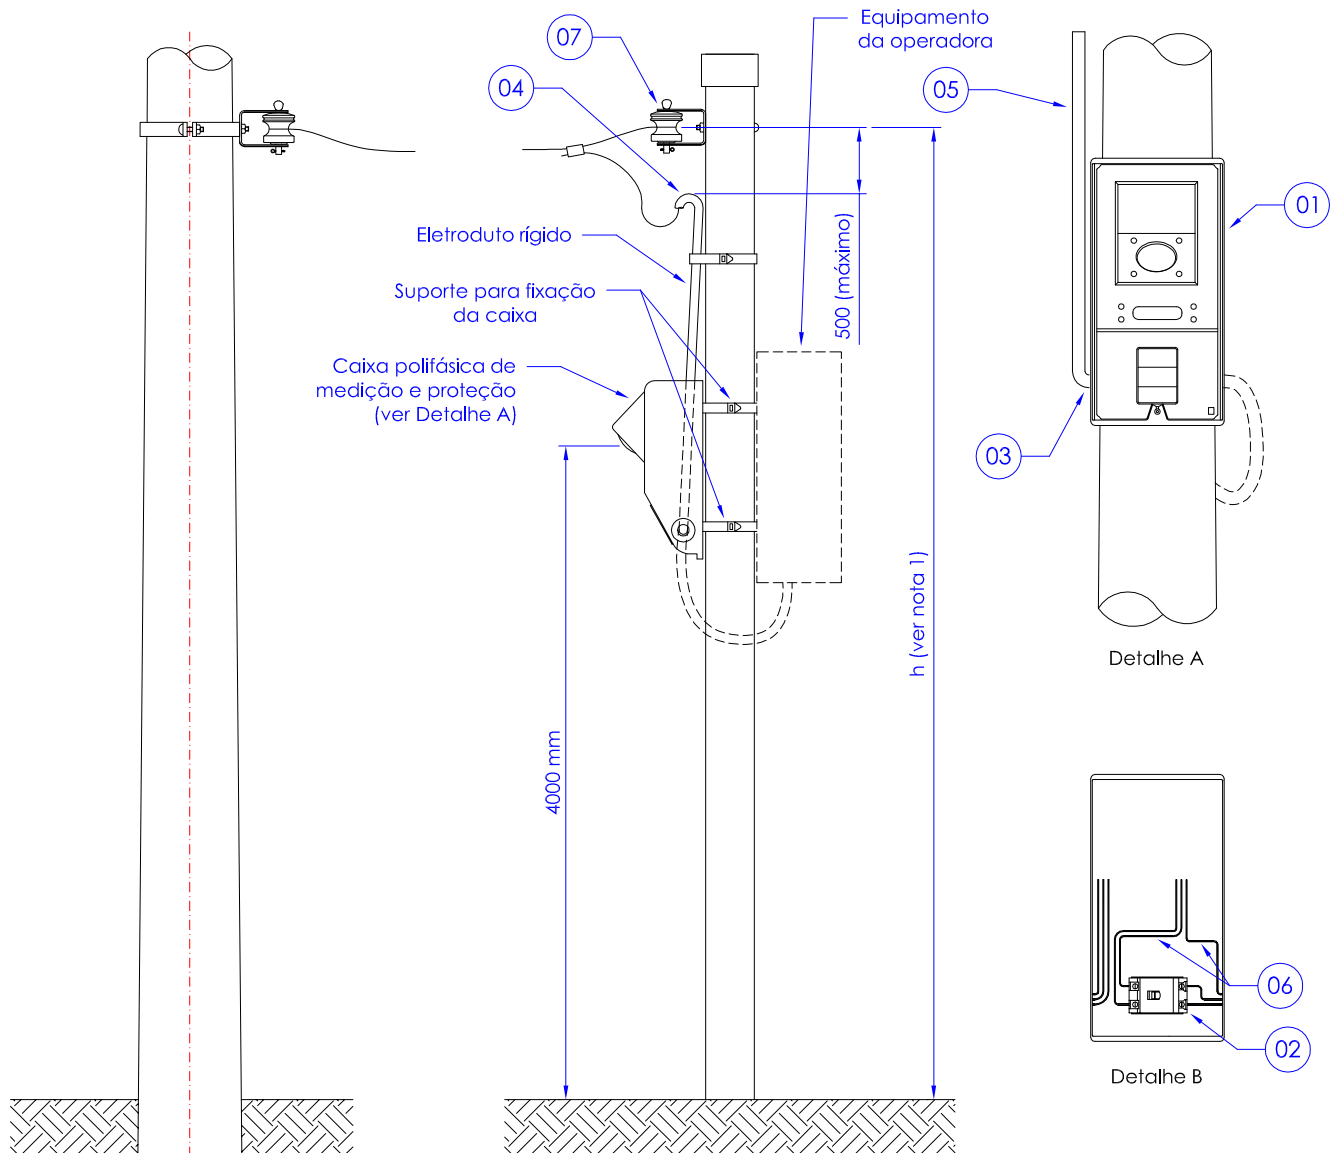 Equipamento
da operadora
07
04
05
01
Eletroduto rígido
500 (máximo)
Suporte para fixação
da caixa
Caixa polifásica de
medição e proteção
(ver Detalhe A)
03
h (ver nota 1)
Detalhe A
4000 mm
06
02
Detalhe B